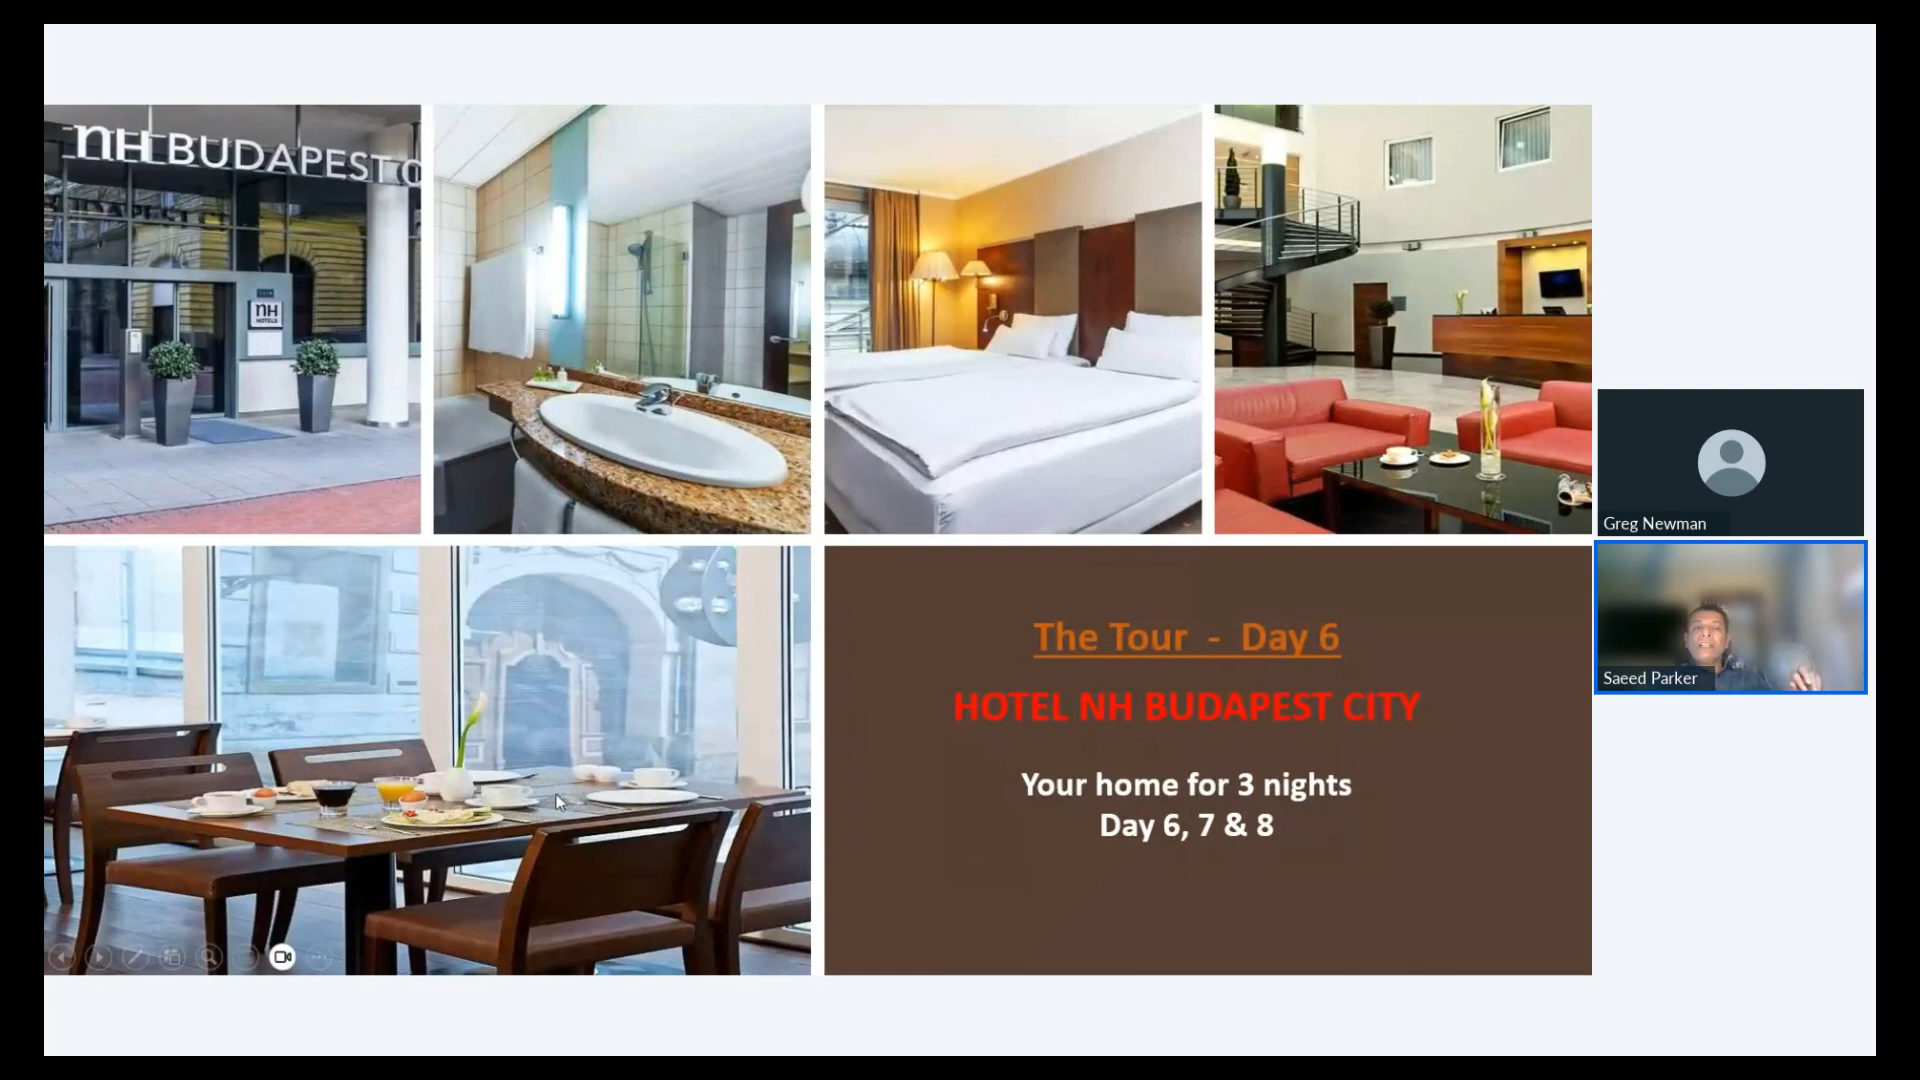 nH BUDAPEST C
nH
HOTELS
The Tour - Day 6
HOTEL NH BUDAPEST CITY
Your home for 3 nights
Day 6, 7 & 8
Greg Newman
Saeed Parker